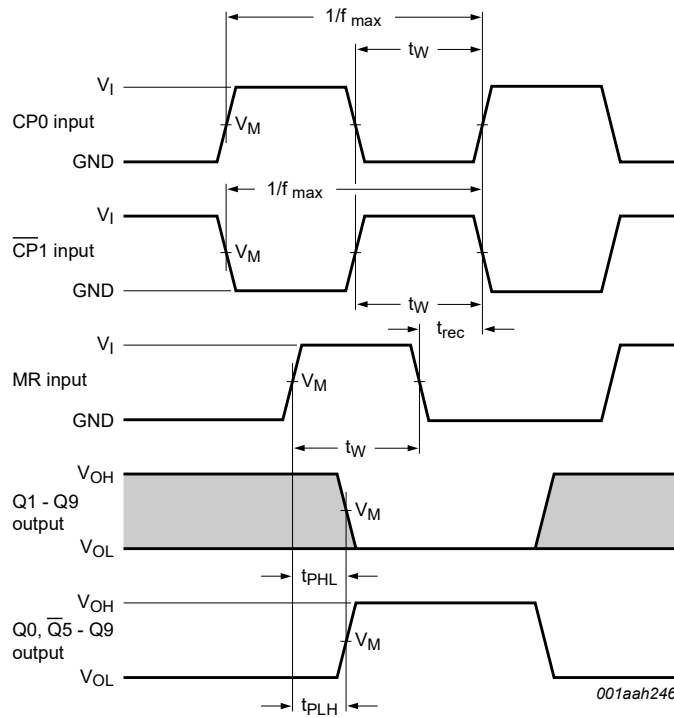 1/f max
tW
VI
CP0 input
VM
GND
1/f max
VI
CP1 input
VM
GND
tW
trec
VI
MR input
VM
GND
tW
VOH
Q1 - Q9
output
VM
VOL
tPHL
VOH
Q0, Q5 - Q9
output
VM
VOL
001aah246
tPLH